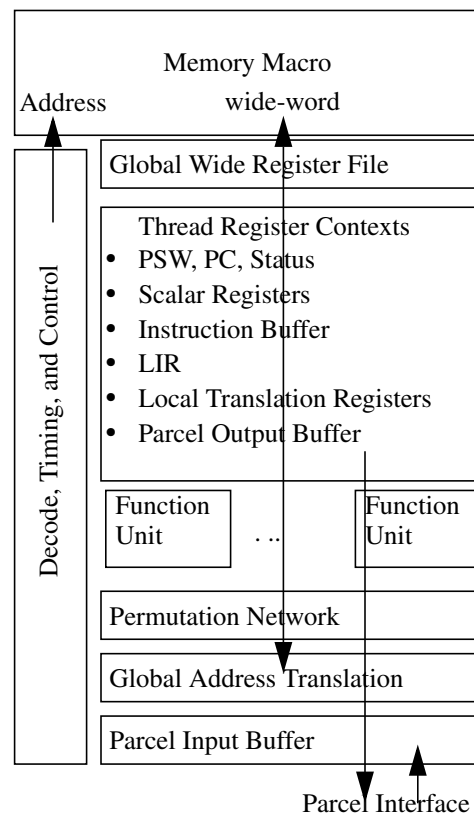 Memory Macro
Address
wide-word
Global Wide Register File
Decode, Timing, and Control
Thread Register Contexts
• PSW, PC, Status
• Scalar Registers
• Instruction Buffer
• LIR
• Local Translation Registers
• Parcel Output Buffer
Function
Unit
. ..
Function
Unit
Permutation Network
Global Address Translation
Parcel Input Buffer
Parcel Interface